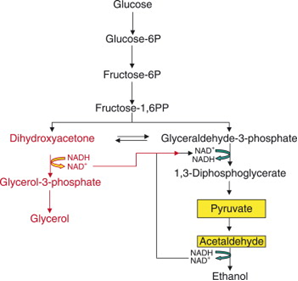 Glucose
Glucose-6P
Fructose-6P
Fructose-1,6PP
Dihydroxyacetone
Glyceraldehyde-3-phosphate
NADH
NAD+
NAD+
NADH
Glycerol-3-phosphate
1,3-Diphosphoglycerate
Glycerol
Pyruvate
Acetaldehyde
NADH
NAD+
Ethanol